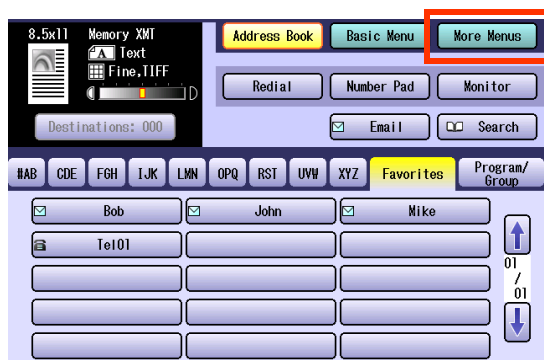 8.5x11 Memory XMT
A Text
Fine,TIFF
D
Destinations: 000
Address Book Basic Menu More Menus
Redial Number Pad Monitor
Email Search
#AB CDE FGH IJK LMN OPQ RST UVW XYZ Favorites Program/
Group
Bob John Mike
Tel01
01
/
01